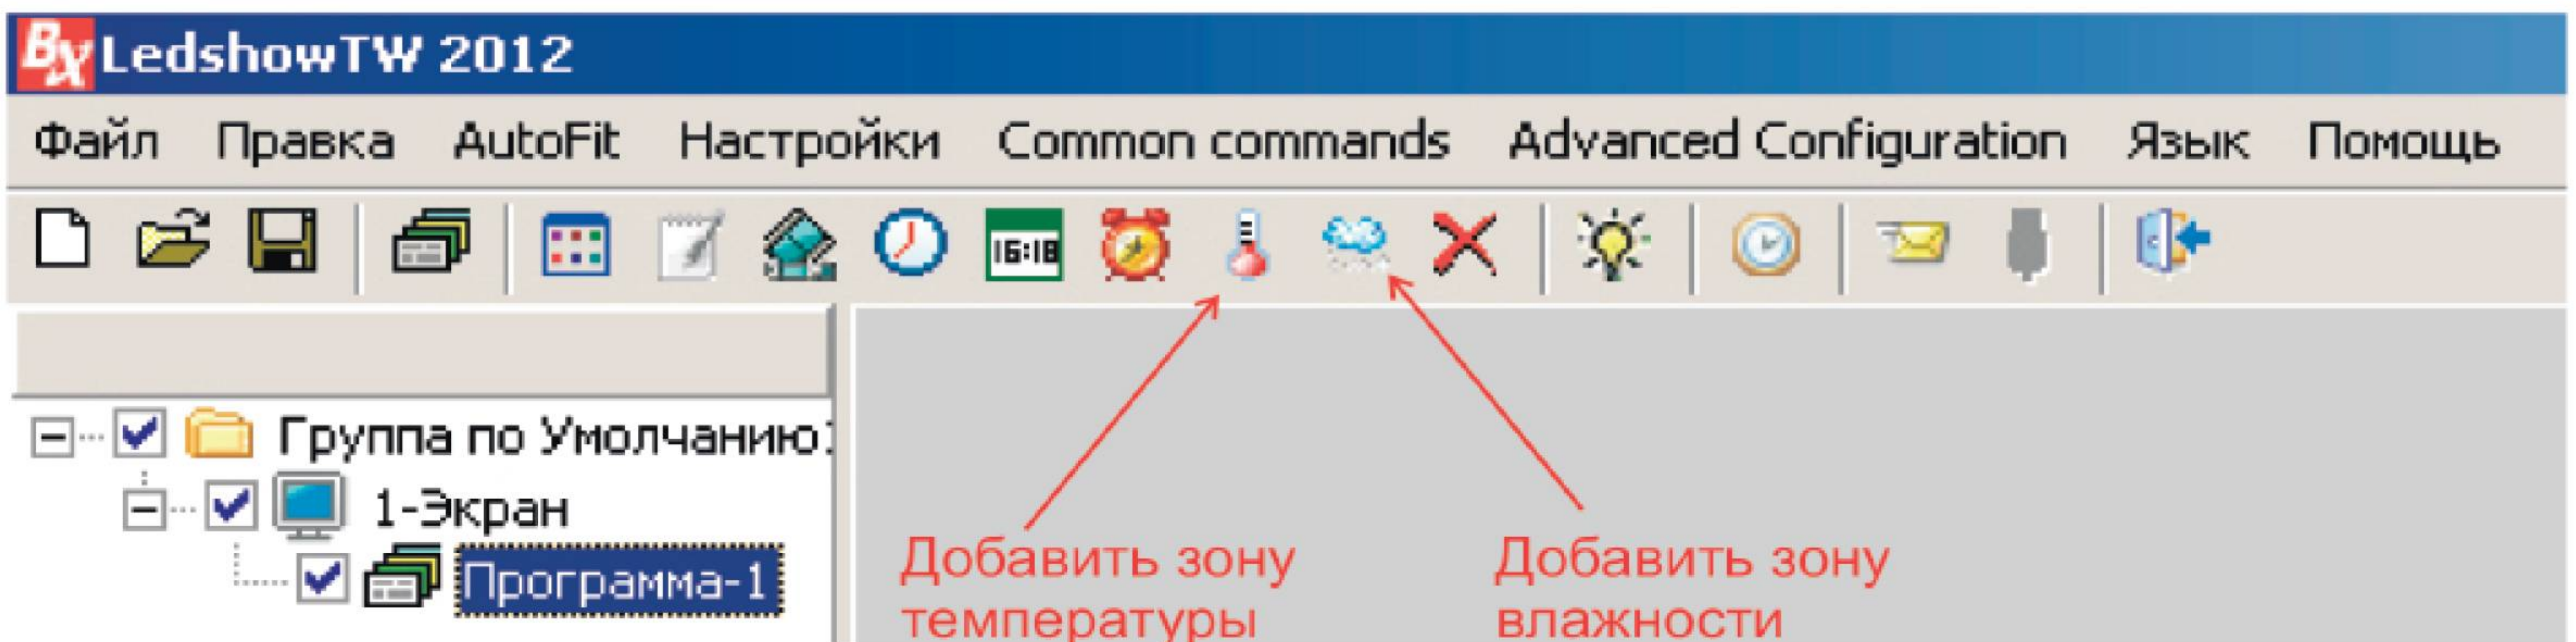 BX LedshowTW 2012
Файл Правка AutoFit Настройки Common commands Advanced Configuration Язык Помощь
16:18
Группа по Умолчанию:
1-Экран
Программа-1
Добавить зону
температуры
Добавить зону
влажности